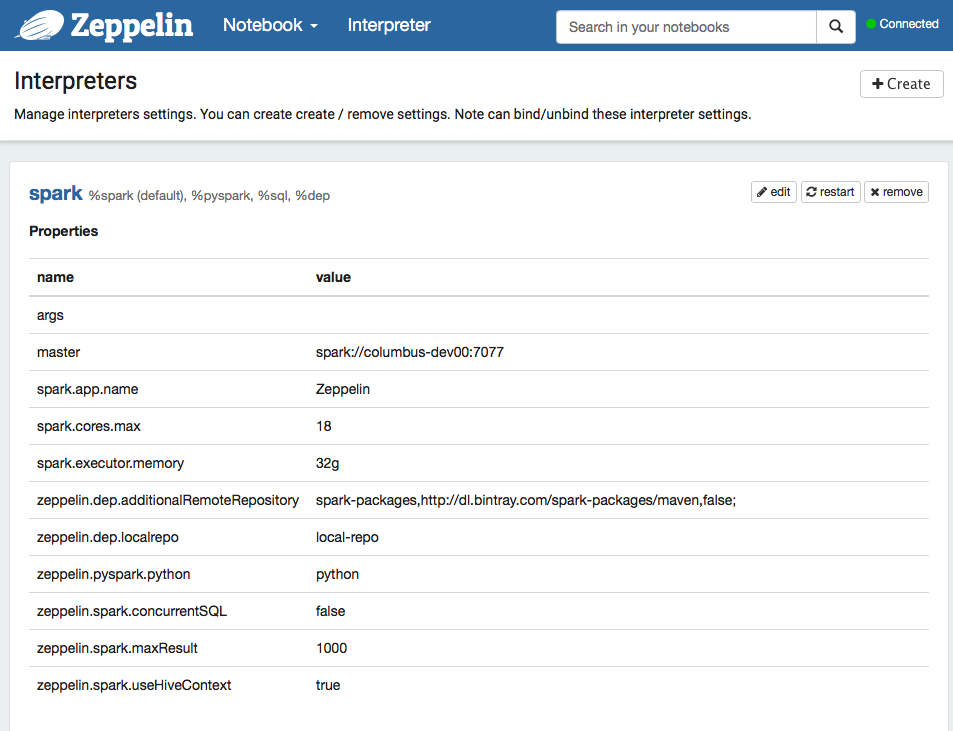 Zeppelin Notebook Interpreter Search in your notebooks Connected
Interpreters
Create
Manage interpreters settings. You can create create / remove settings. Note can bind/unbind these interpreter settings.
spark %spark (default), %pyspark, %sql, %dep edit restart remove
Properties
name value
args
master spark://columbus-dev00:7077
spark.app.name Zeppelin
spark.cores.max 18
spark.executor.memory 32g
zeppelin.dep.additionalRemoteRepository spark-packages,http://dl.bintray.com/spark-packages/maven,false;
zeppelin.dep.localrepo local-repo
zeppelin.pyspark.python python
zeppelin.spark.concurrentSQL false
zeppelin.spark.maxResult 1000
zeppelin.spark.useHiveContext true